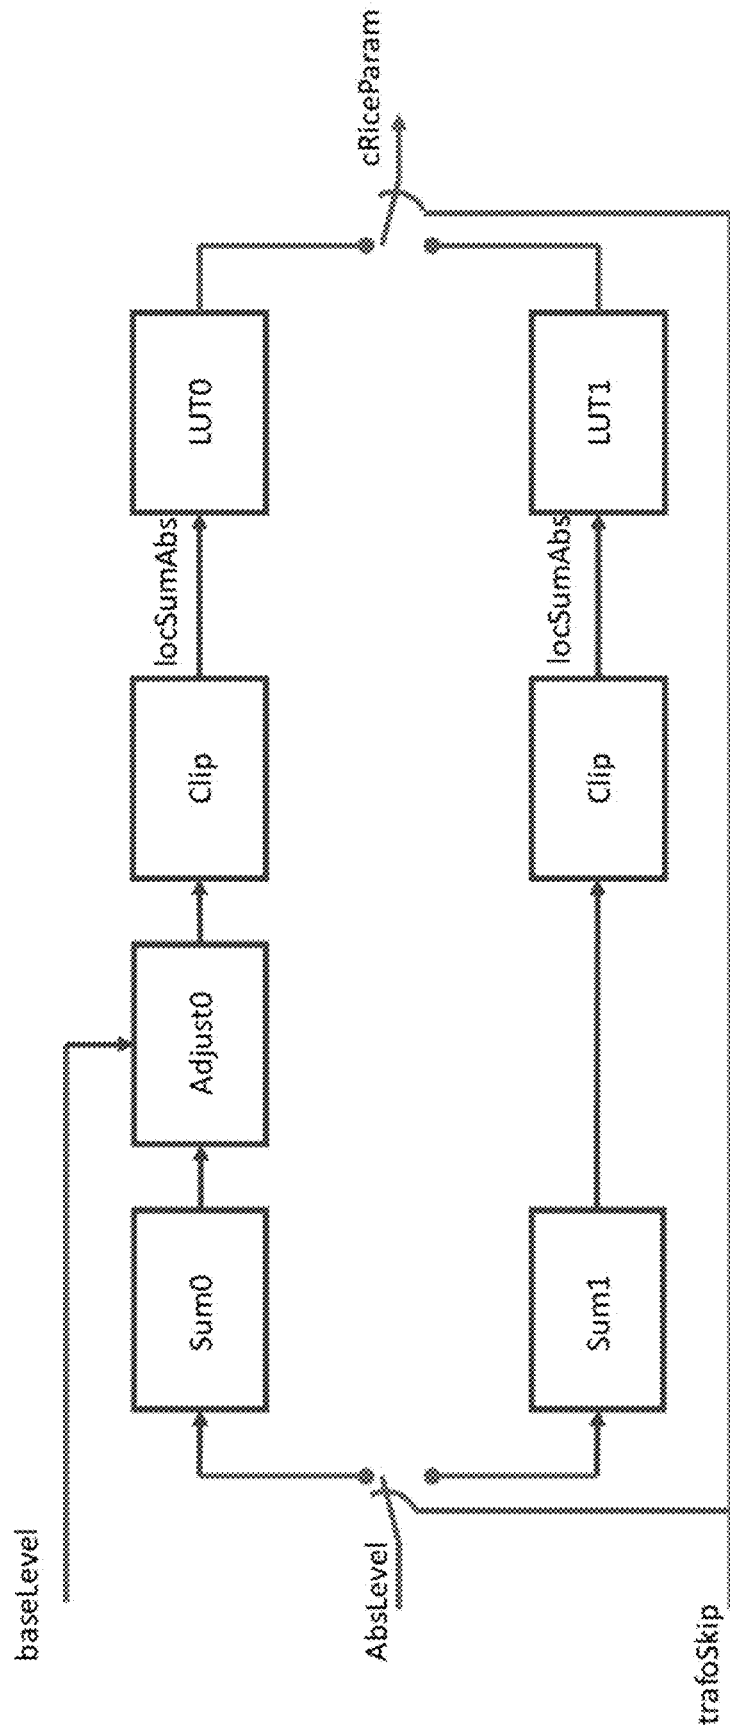 baseLevel
AbsLevel
trafoSkip
Sum0
Adjust0
Clip
locSumAbs
LUT0
Sum1
Clip
locSumAbs
LUT1
cRiceParam